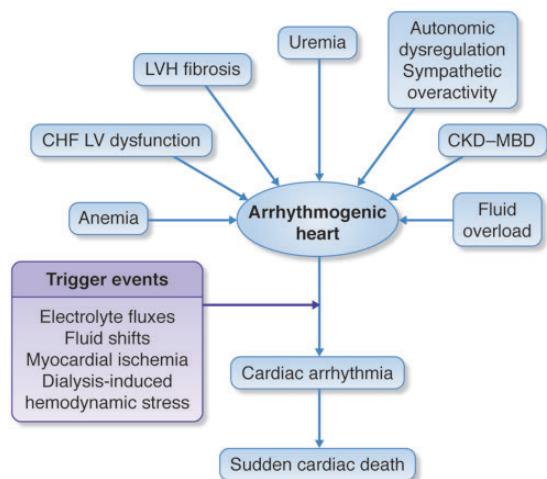 Uremia
Autonomic
dysregulation
Sympathetic
overactivity
LVH fibrosis
CHF LV dysfunction
CKD–MBD
Anemia
Arrhythmogenic
heart
Fluid
overload
Trigger events
Electrolyte fluxes
Fluid shifts
Myocardial ischemia
Dialysis-induced
hemodynamic stress
Cardiac arrhythmia
Sudden cardiac death